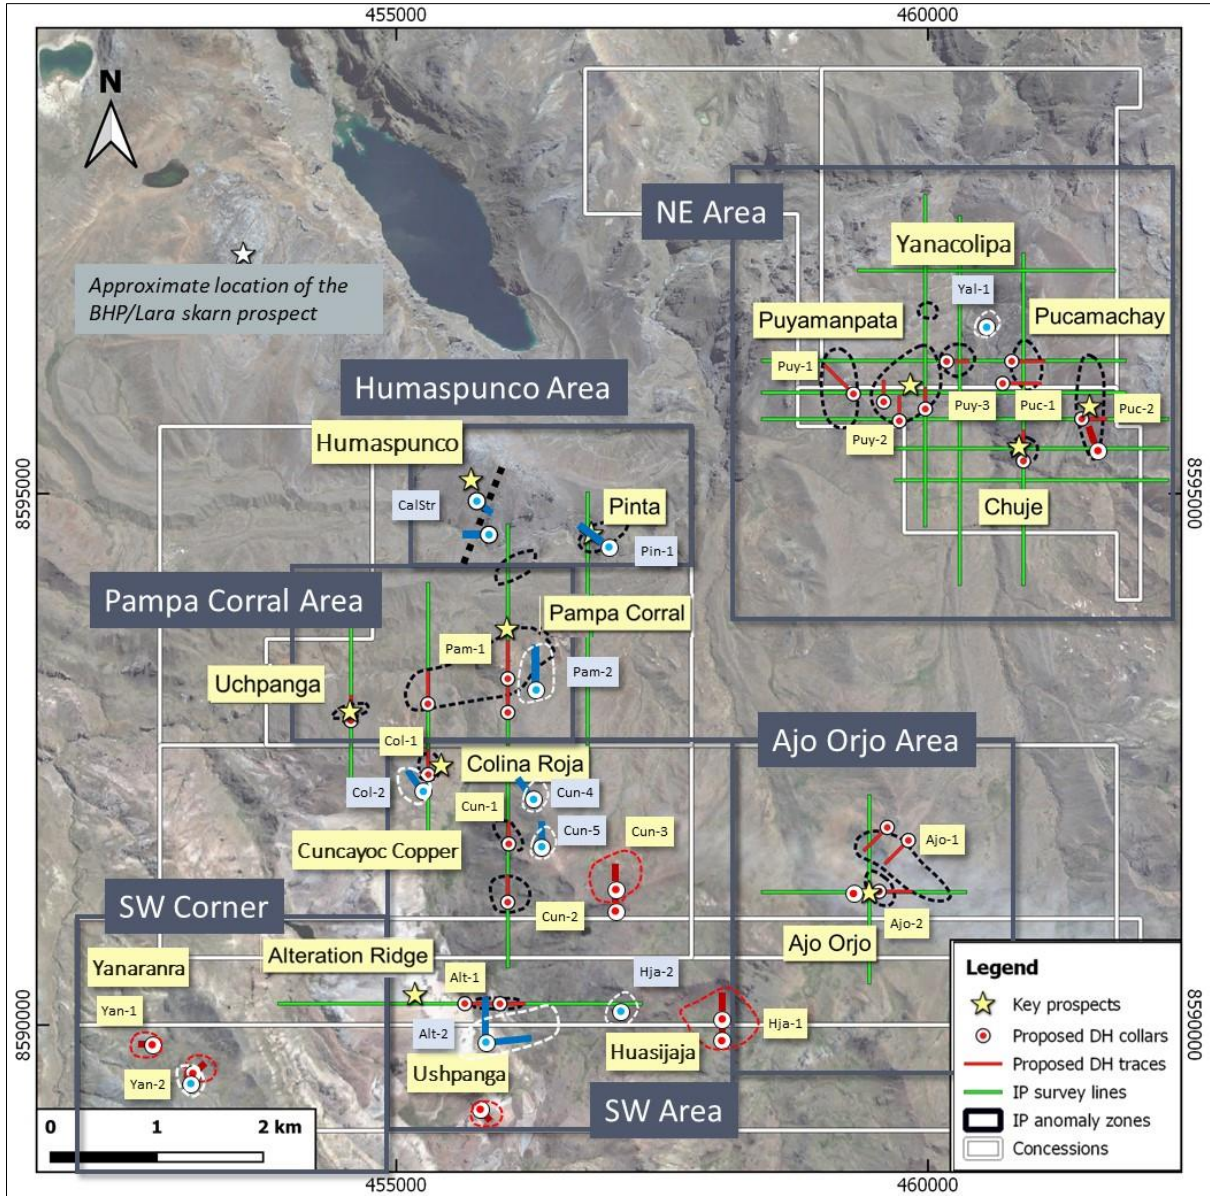 455000
460000
N
NE Area
Yanacolipa
Yal-1
Approximate location of the
BHP/Lara skarn prospect
Puyamanpata
Pucamachay
Puy-1
Humaspunco Area
Puy-3
Puc-1
Puc-2
Humaspunco
Puy-2
8595000
8595000
CalStr
Pinta
Chuje
Pin-1
Pampa Corral Area
Pampa Corral
Pam-1
Uchpanga
Pam-2
Col-1
Ajo Orjo Area
Colina Roja
Col-2
Cun-4
Cun-1
Cun-3
Ajo-1
Cun-5
Cuncayoc Copper
SW Corner
Cun-2
Ajo-2
Ajo Orjo
Alteration Ridge
Yanaranra
Hja-2
Alt-1
Yan-1
8590000
8590000
Hja-1
Alt-2
Huasijaja
Ushpanga
Yan-2
SW Area
0 1 2 km
Legend
Key prospects
Proposed DH collars
Proposed DH traces
IP survey lines
IP anomaly zones
Concessions
455000
460000